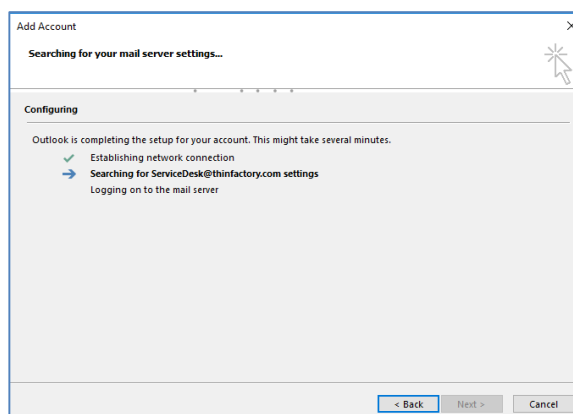 Add Account
Searching for your mail server settings...
Configuring
Outlook is completing the setup for your account. This might take several minutes.
Establishing network connection
Searching for ServiceDesk@thinfactory.com settings
Logging on to the mail server
< Back Next > Cancel